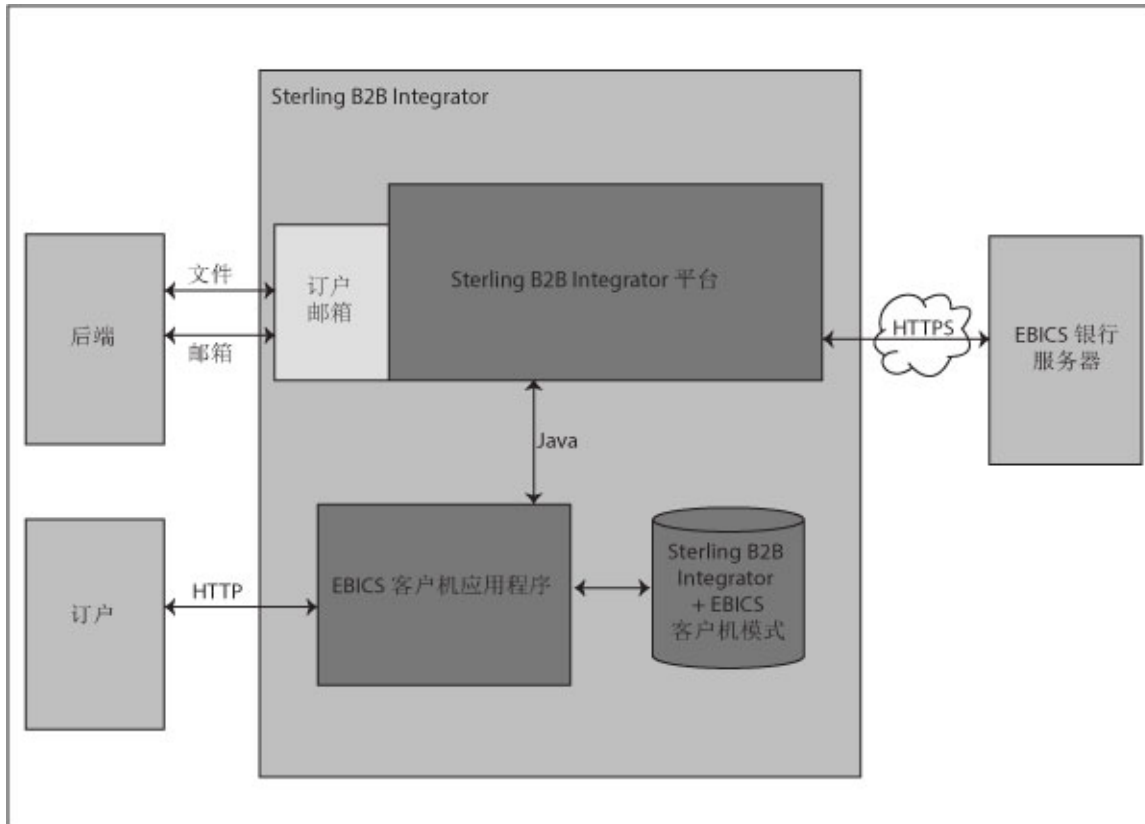 Sterling B2B Integrator
文件
订户
邮箱
Sterling B2B Integrator 平台
后端
邮箱
HTTPS
EBICS 银行
服务器
Java
订户
HTTP
EBICS 客户机应用程序
Sterling B2B
Integrator
+ EBICS
客户机模式